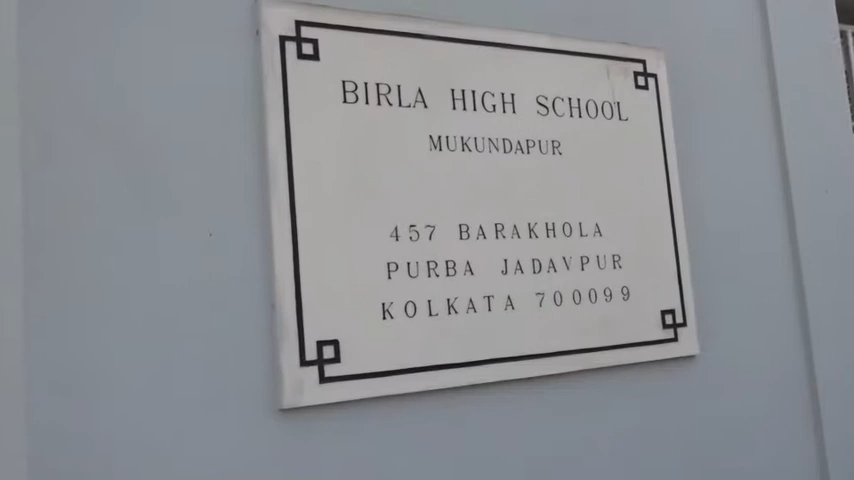 BIRLA HIGH SCHOOL
MUKUNDAPUR
457 BARAKHOLA
PURBA JADAVPUR
KOLKATA 700099